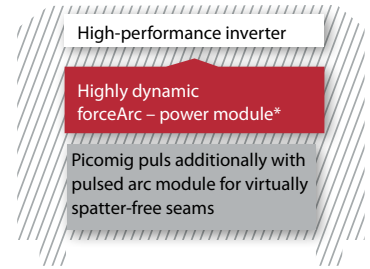 High-performance inverter
Highly dynamic
forceArc – power module*
Picomig puls additionally with
pulsed arc module for virtually
spatter-free seams